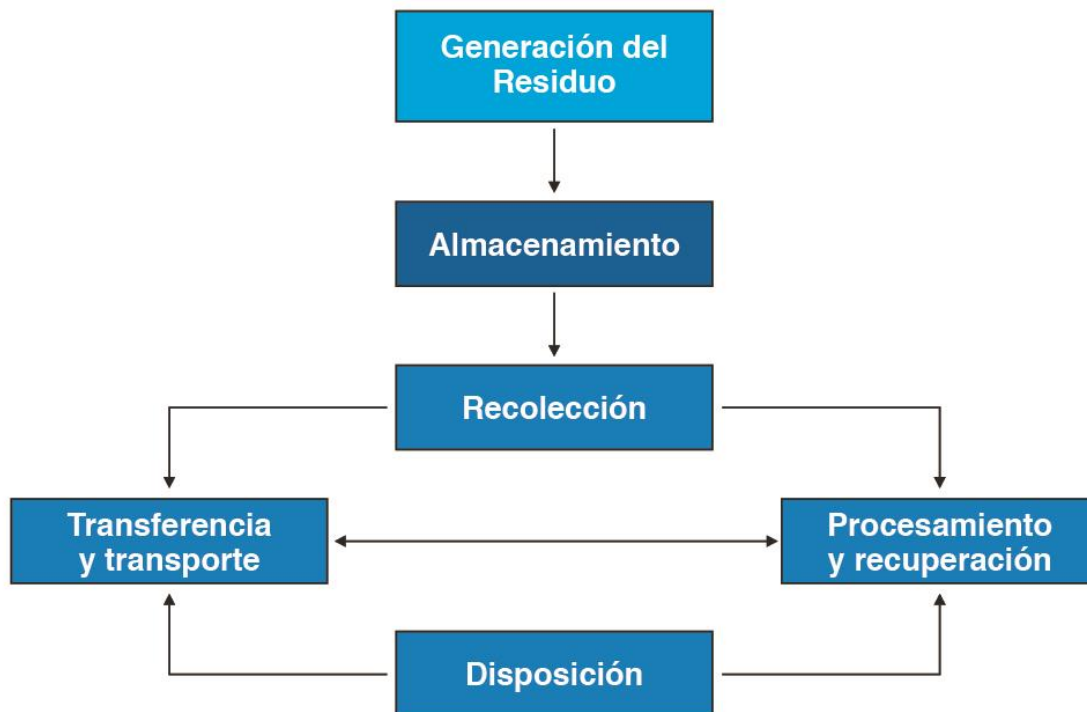 Generación del
Residuo
Almacenamiento
Recolección
Transferencia
y transporte
Procesamiento
y recuperación
Disposición